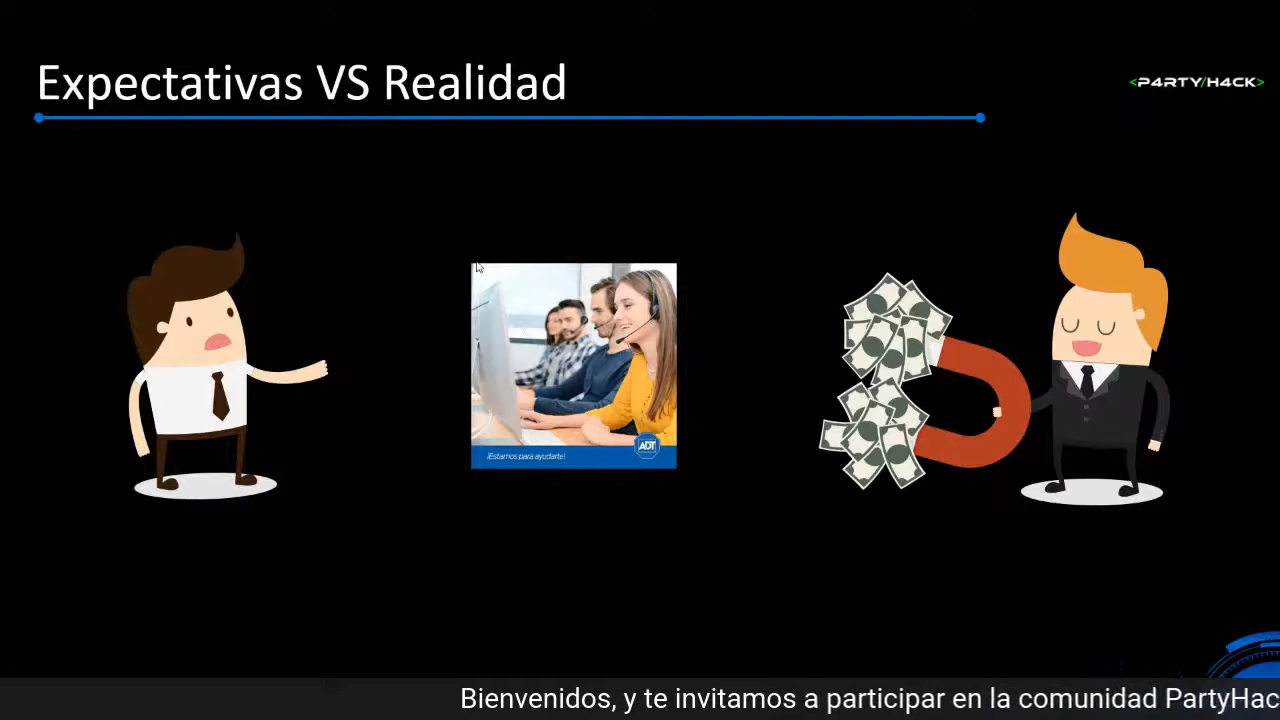 Expectativas VS Realidad
<P4RTY/H4CK>
¡Estamos para ayudarte!
ADT
Bienvenidos, y te invitamos a participar en la comunidad PartyHac